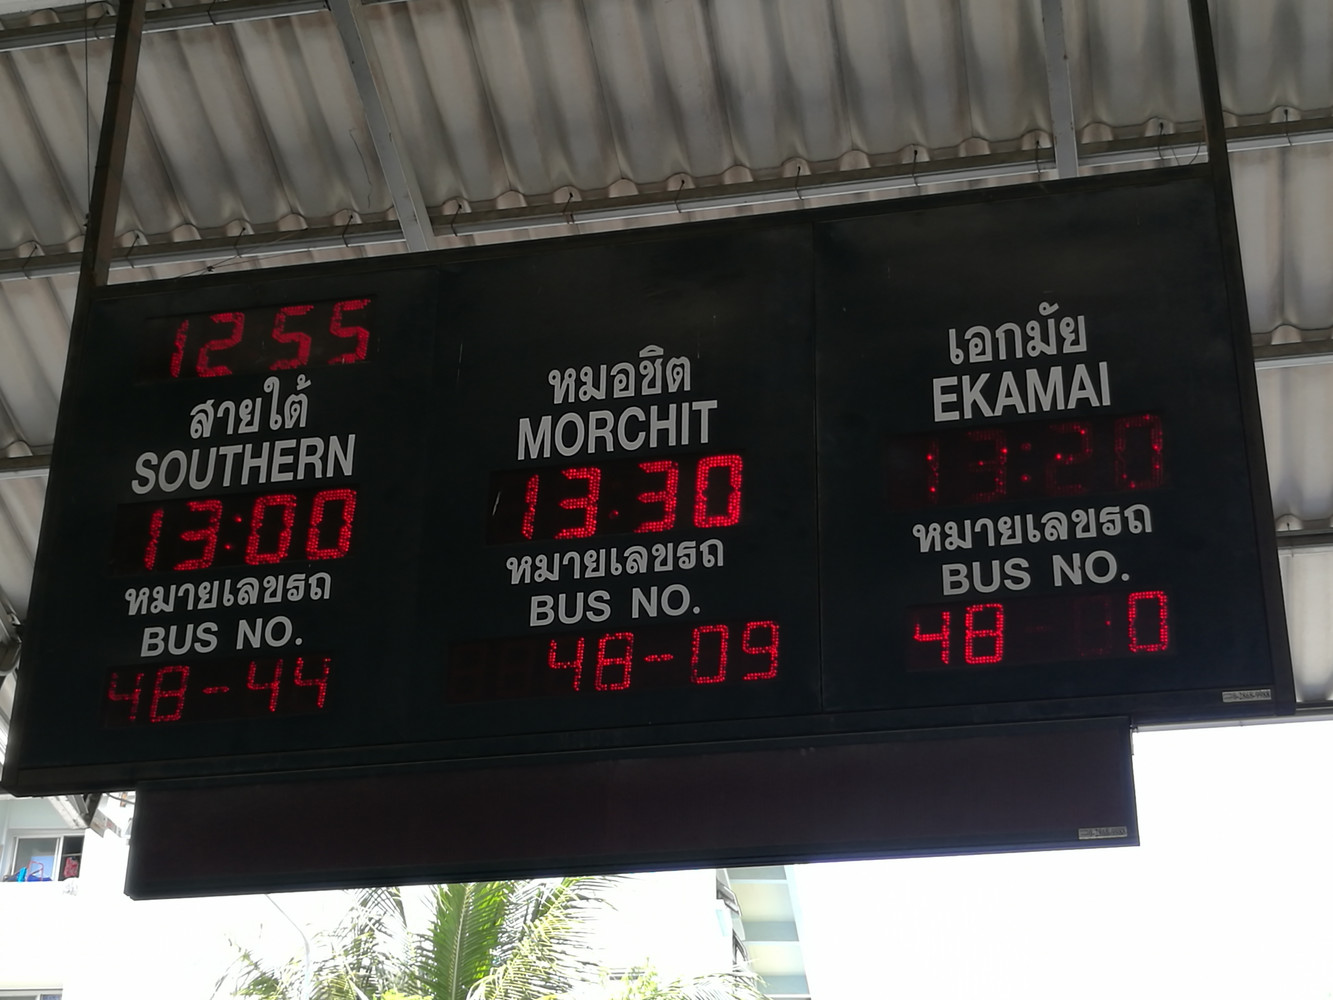 12 55
สายใต้
SOUTHERN
13:00
หมายเลขรถ
BUS NO.
48-44
หมอชิต
MORCHIT
13:30
หมายเลขรถ
BUS NO.
48-09
เอกมัย
EKAMAI
13:20
หมายเลขรถ
BUS NO.
48 0